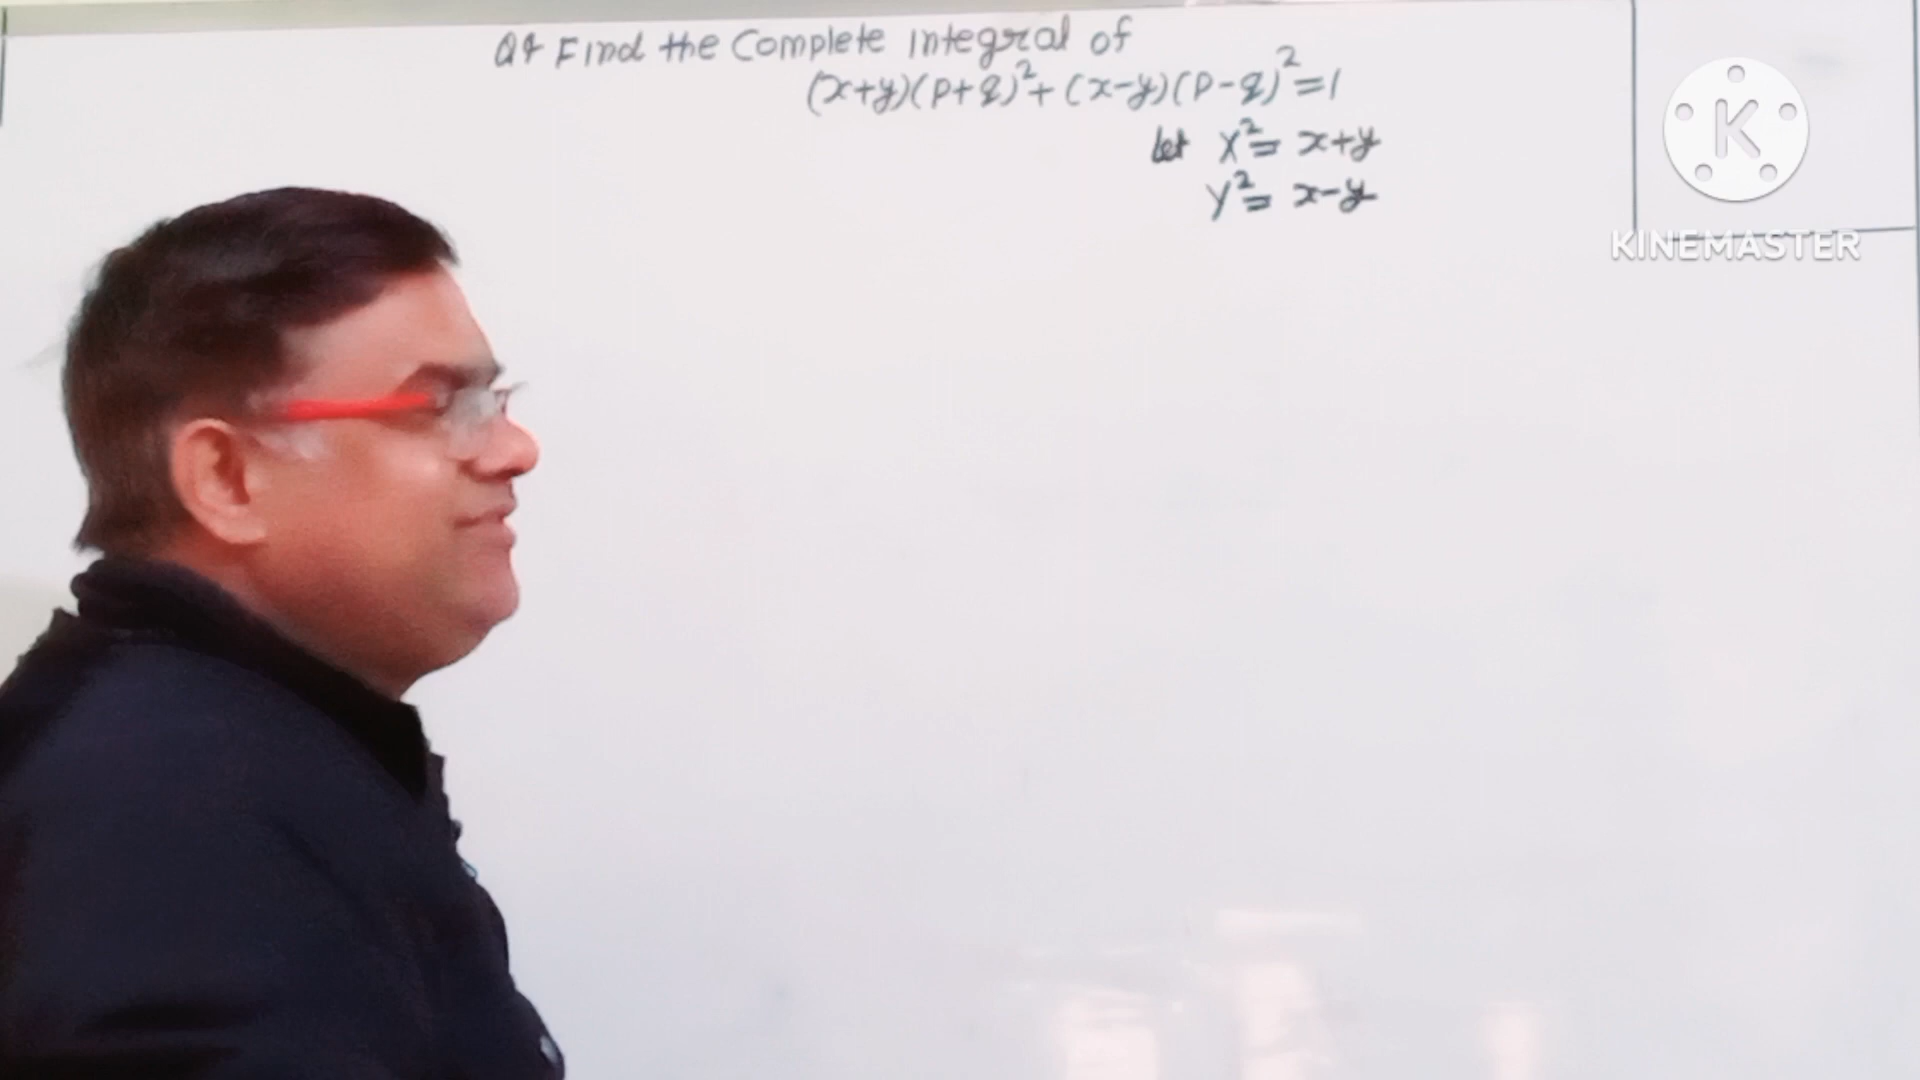 Q4 Find the Complete Integral of
(x+y)(p+q)²+(x-y)(p-q)²=1
let X²= x+y
Y²= x-y
K
KINEMASTER